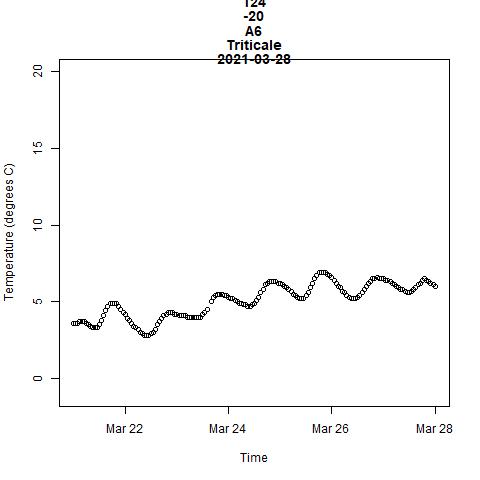 T24
-20
A6
Triticale
2021-03-28
Temperature (degrees C)
20
15
10
5
0
Mar 22 Mar 24 Mar 26 Mar 28
Time